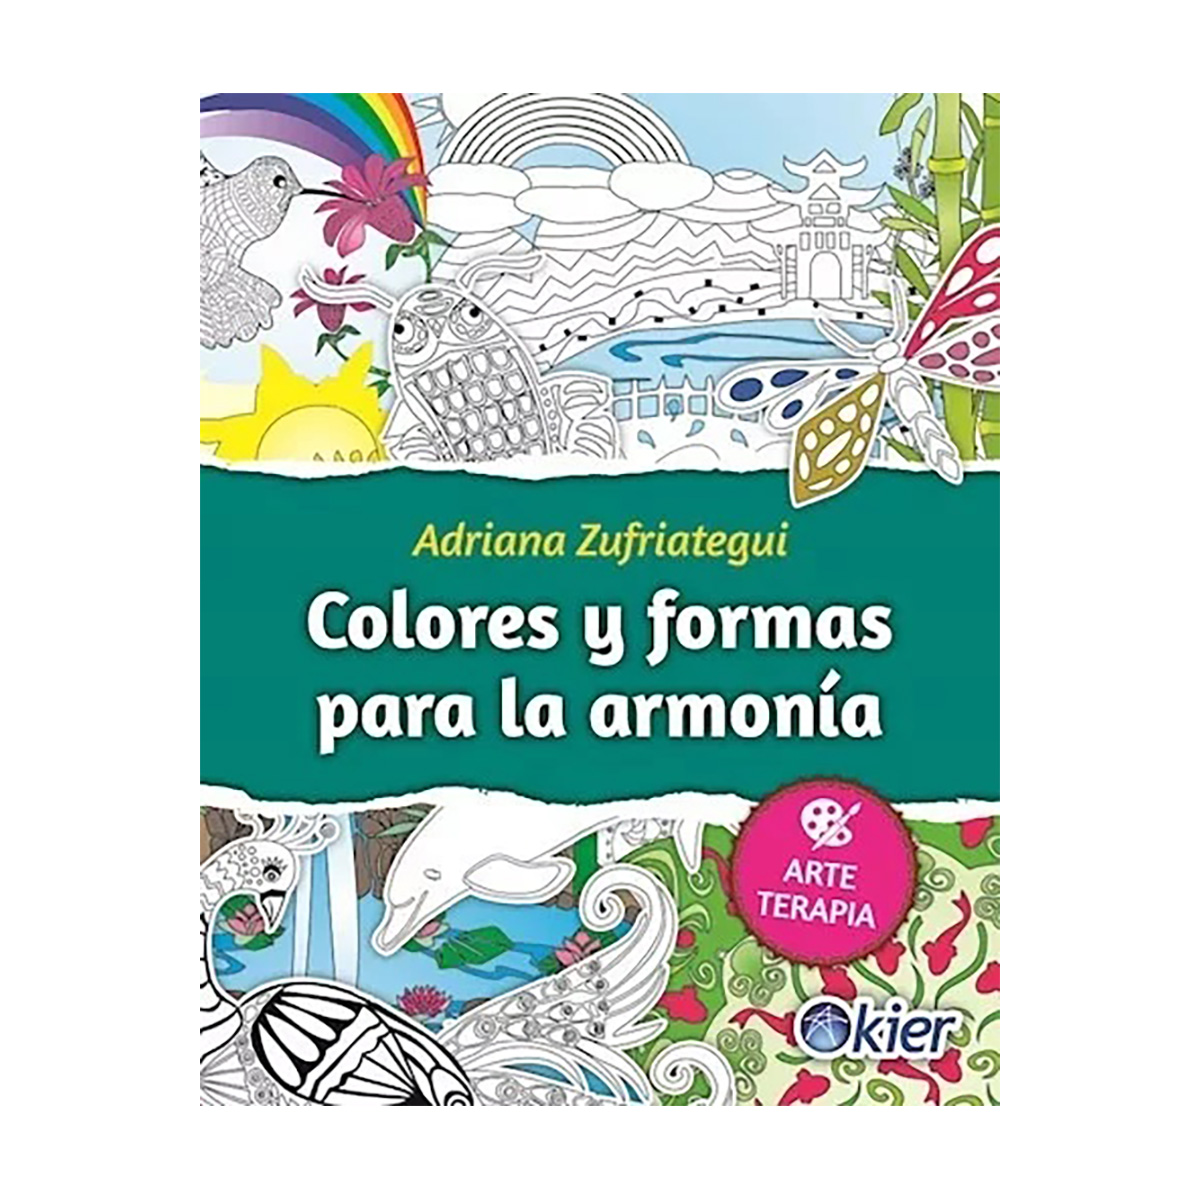 Adriana Zufriategui
Colores y formas
para la armonía
ARTE
TERAPIA
kier